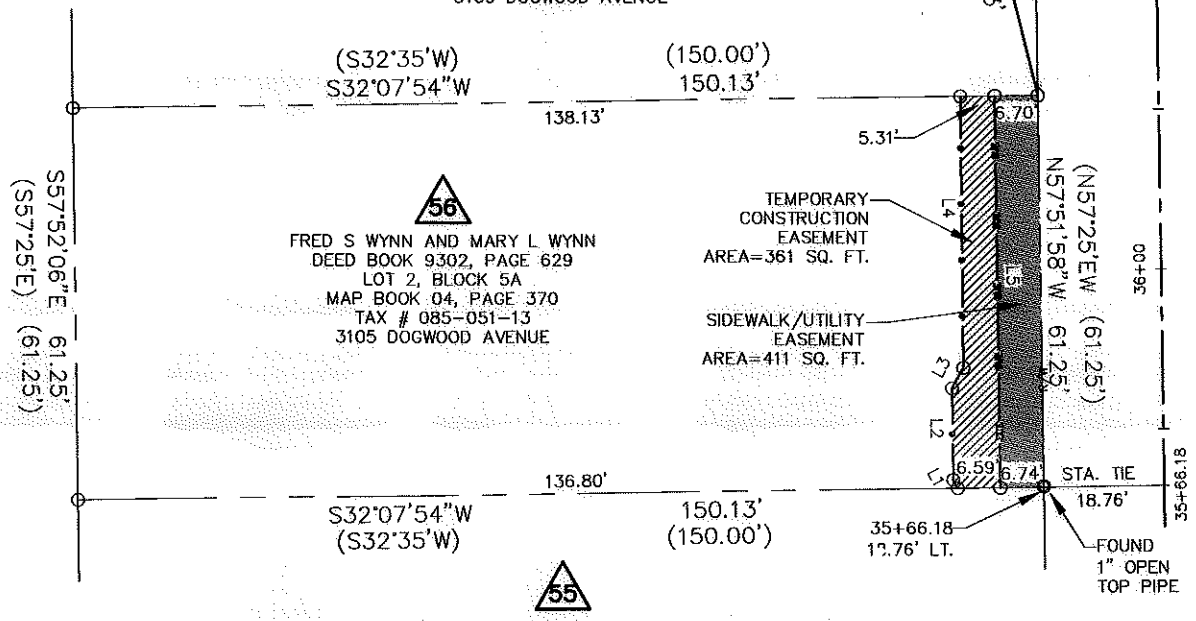 (S32°35'W)
(150.00')
S32°07'54"W
150.13'
138.13'
5.31'
6.70'
S57°52'06"E 61.25'
(S57°25'E) (61.25')
56
FRED S WYNN AND MARY L WYNN
DEED BOOK 9302, PAGE 629
LOT 2, BLOCK 5A
MAP BOOK 04, PAGE 370
TAX # 085-051-13
3105 DOGWOOD AVENUE
TEMPORARY
CONSTRUCTION
EASEMENT
AREA=361 SQ. FT.
SIDEWALK/UTILITY
EASEMENT
AREA=411 SQ. FT.
L4
L5
L3
L2
L1
(N57°25'EW (61.25')
N57°51'58"W 61.25'
36+00
35+66.18
136.80'
6.59'
6.74'
STA. TIE
18.76'
S32°07'54"W
150.13'
(S32°35'W)
(150.00')
35+66.18
18.76' LT.
FOUND
1" OPEN
TOP PIPE
55